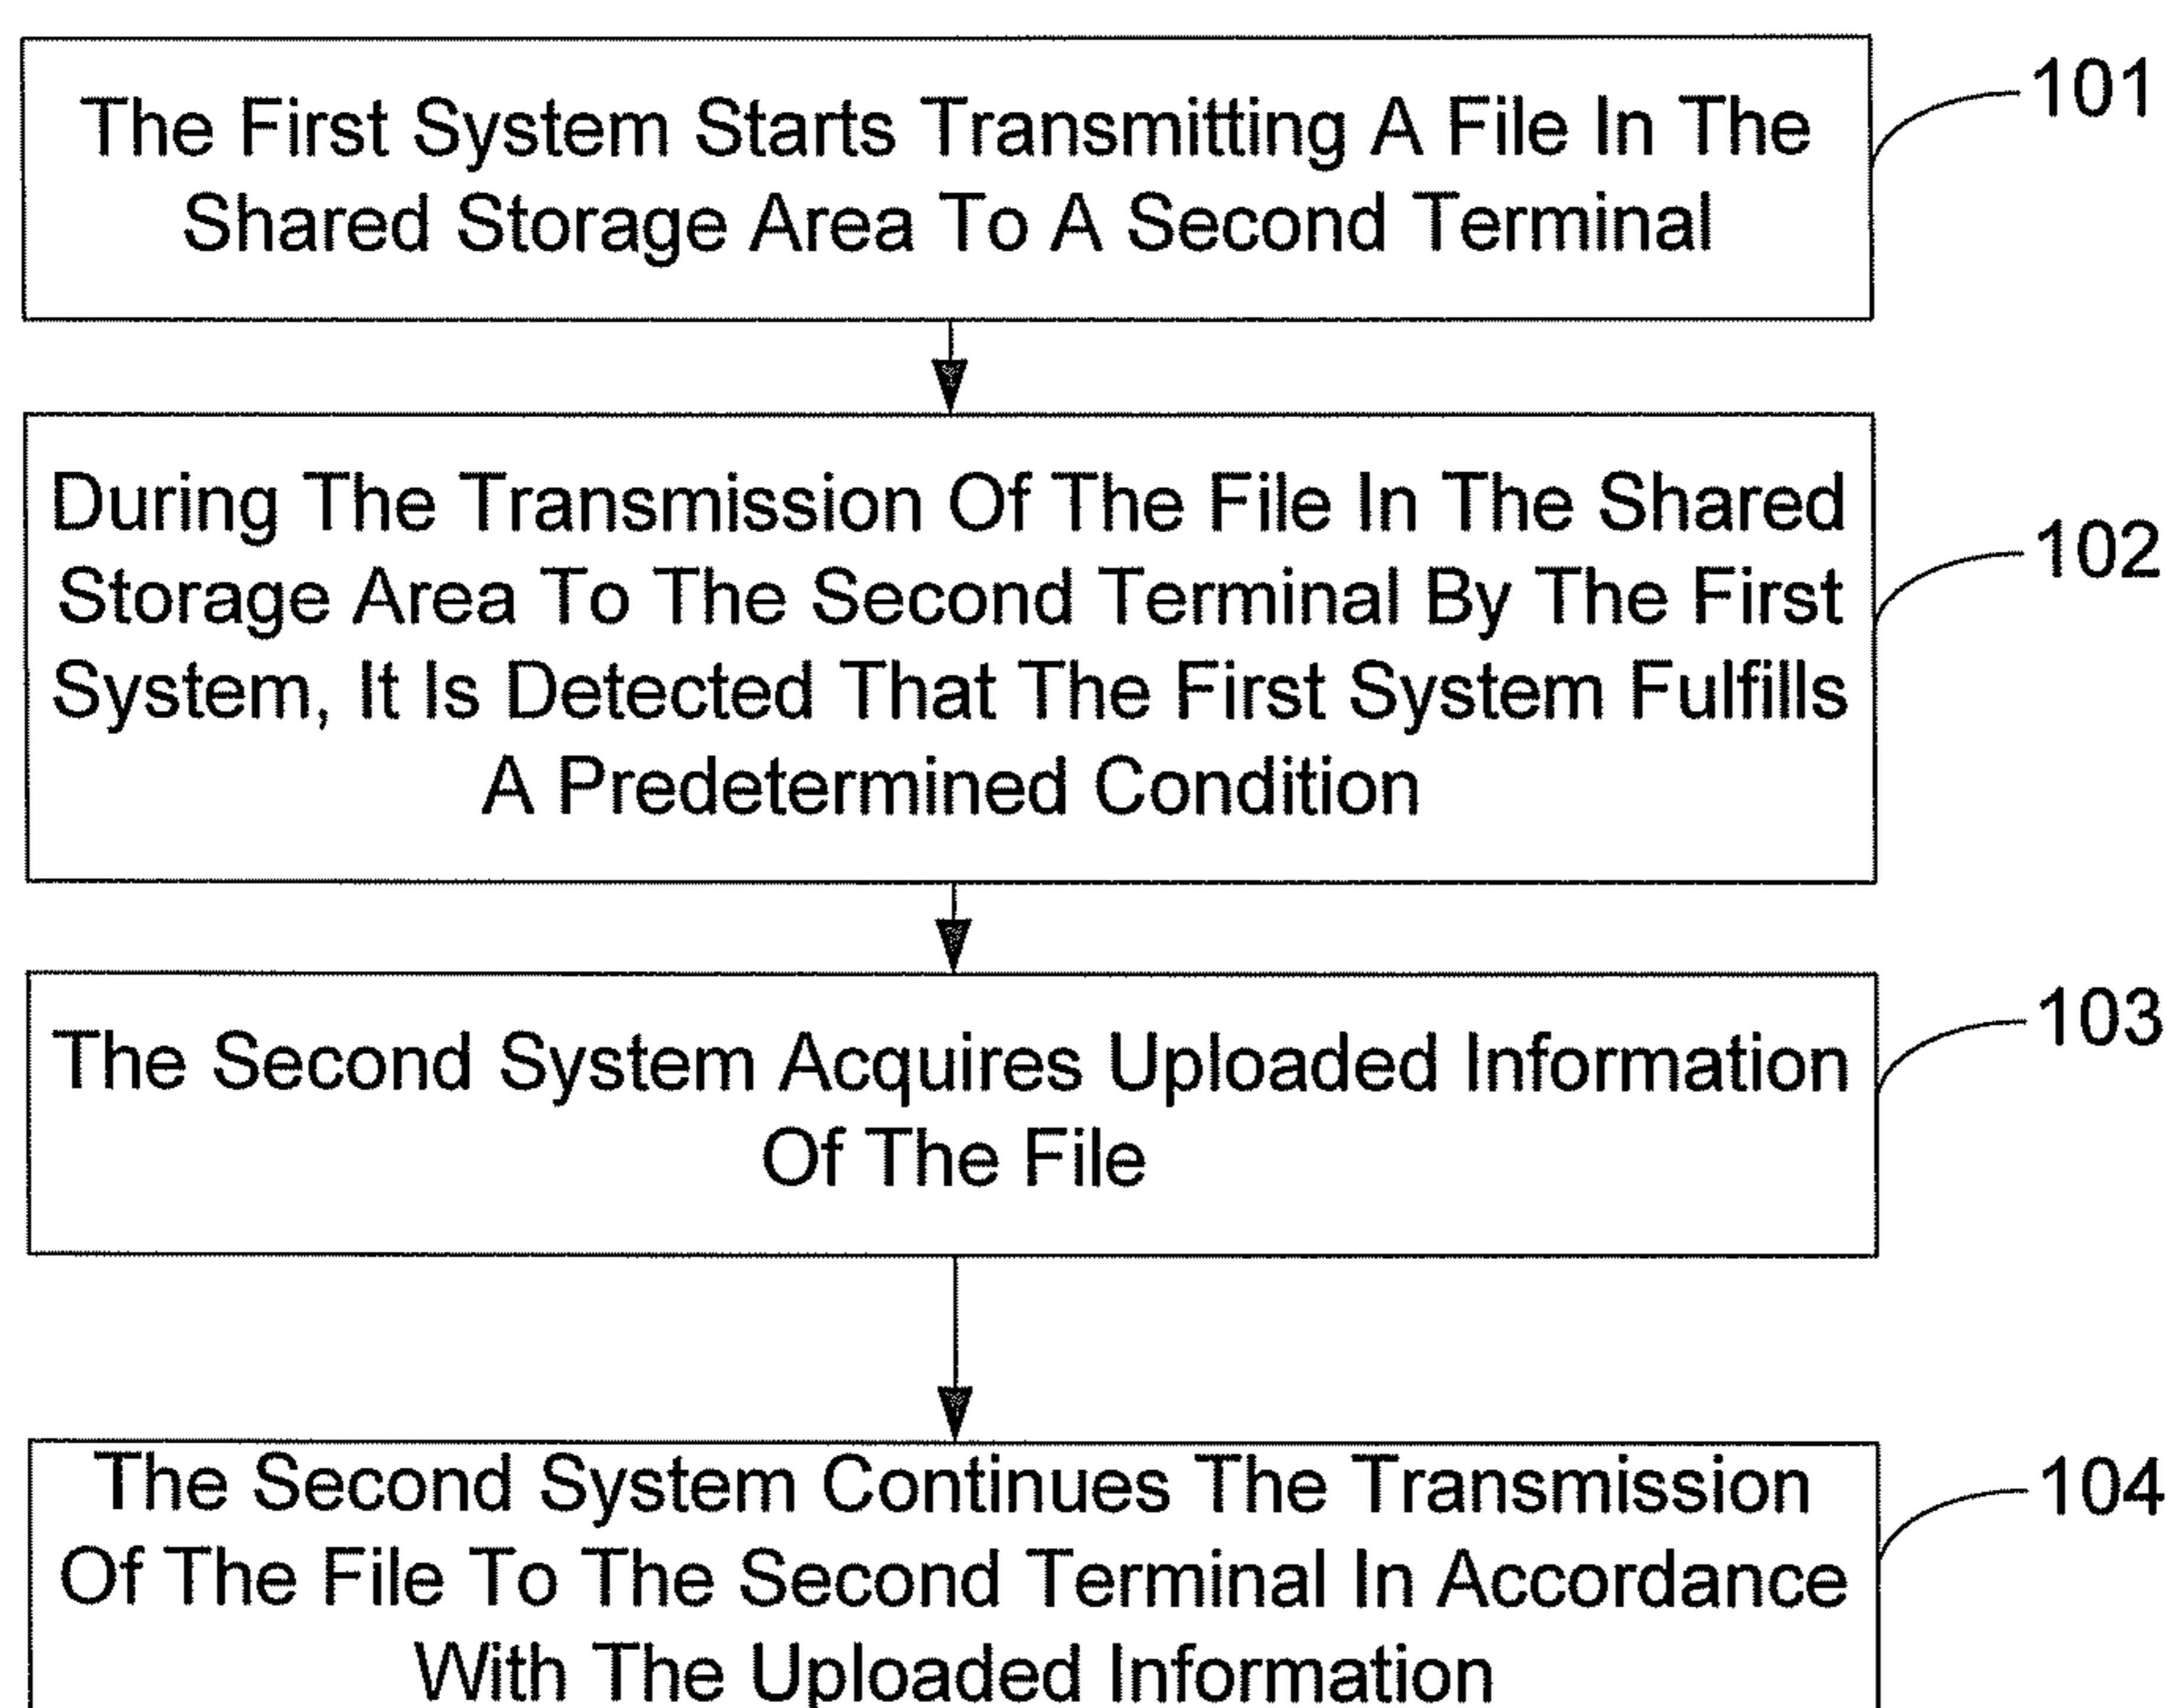 The First System Starts Transmitting A File In The
Shared Storage Area To A Second Terminal
101
During The Transmission Of The File In The Shared
Storage Area To The Second Terminal By The First
System, It Is Detected That The First System Fulfills
A Predetermined Condition
102
The Second System Acquires Uploaded Information
Of The File
103
The Second System Continues The Transmission
Of The File To The Second Terminal In Accordance
With The Uploaded Information
104